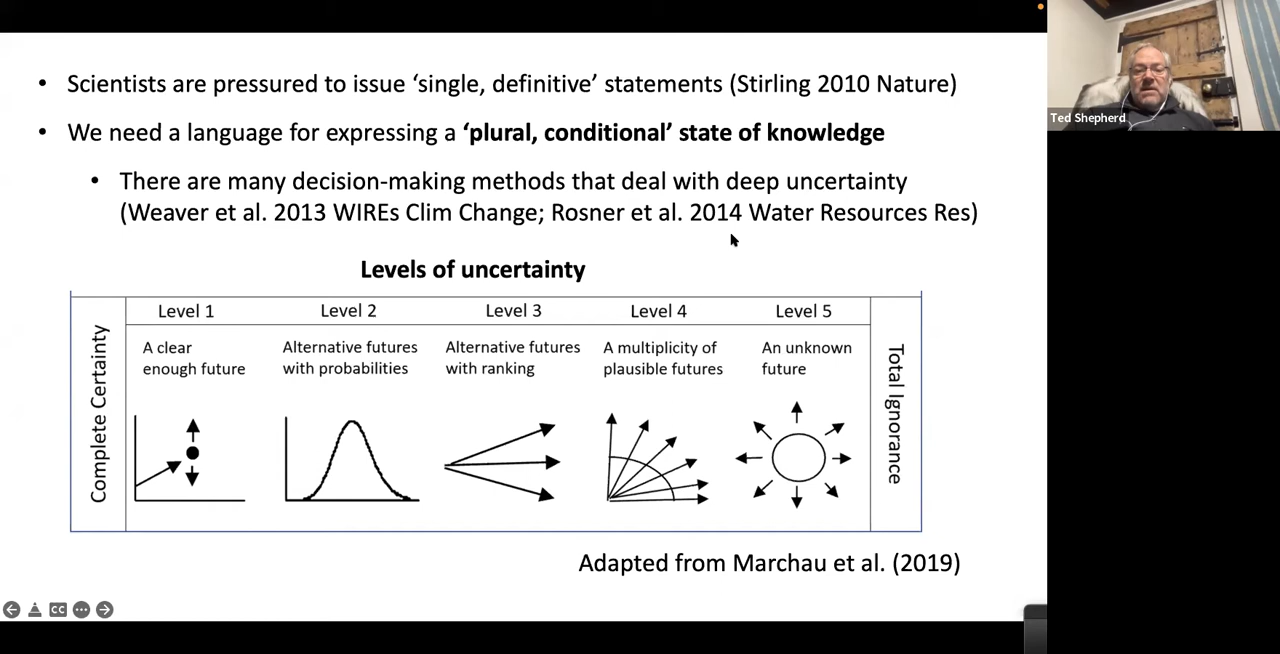 • Scientists are pressured to issue ‘single, definitive’ statements (Stirling 2010 Nature)
Ted Shepherd
• We need a language for expressing a ‘plural, conditional’ state of knowledge
• There are many decision-making methods that deal with deep uncertainty
(Weaver et al. 2013 WIREs Clim Change; Rosner et al. 2014 Water Resources Res)
Levels of uncertainty
Complete Certainty
Level 1
A clear
enough future
Level 2
Alternative futures
with probabilities
Level 3
Alternative futures
with ranking
Level 4
A multiplicity of
plausible futures
Level 5
An unknown
future
Total Ignorance
Adapted from Marchau et al. (2019)
CC